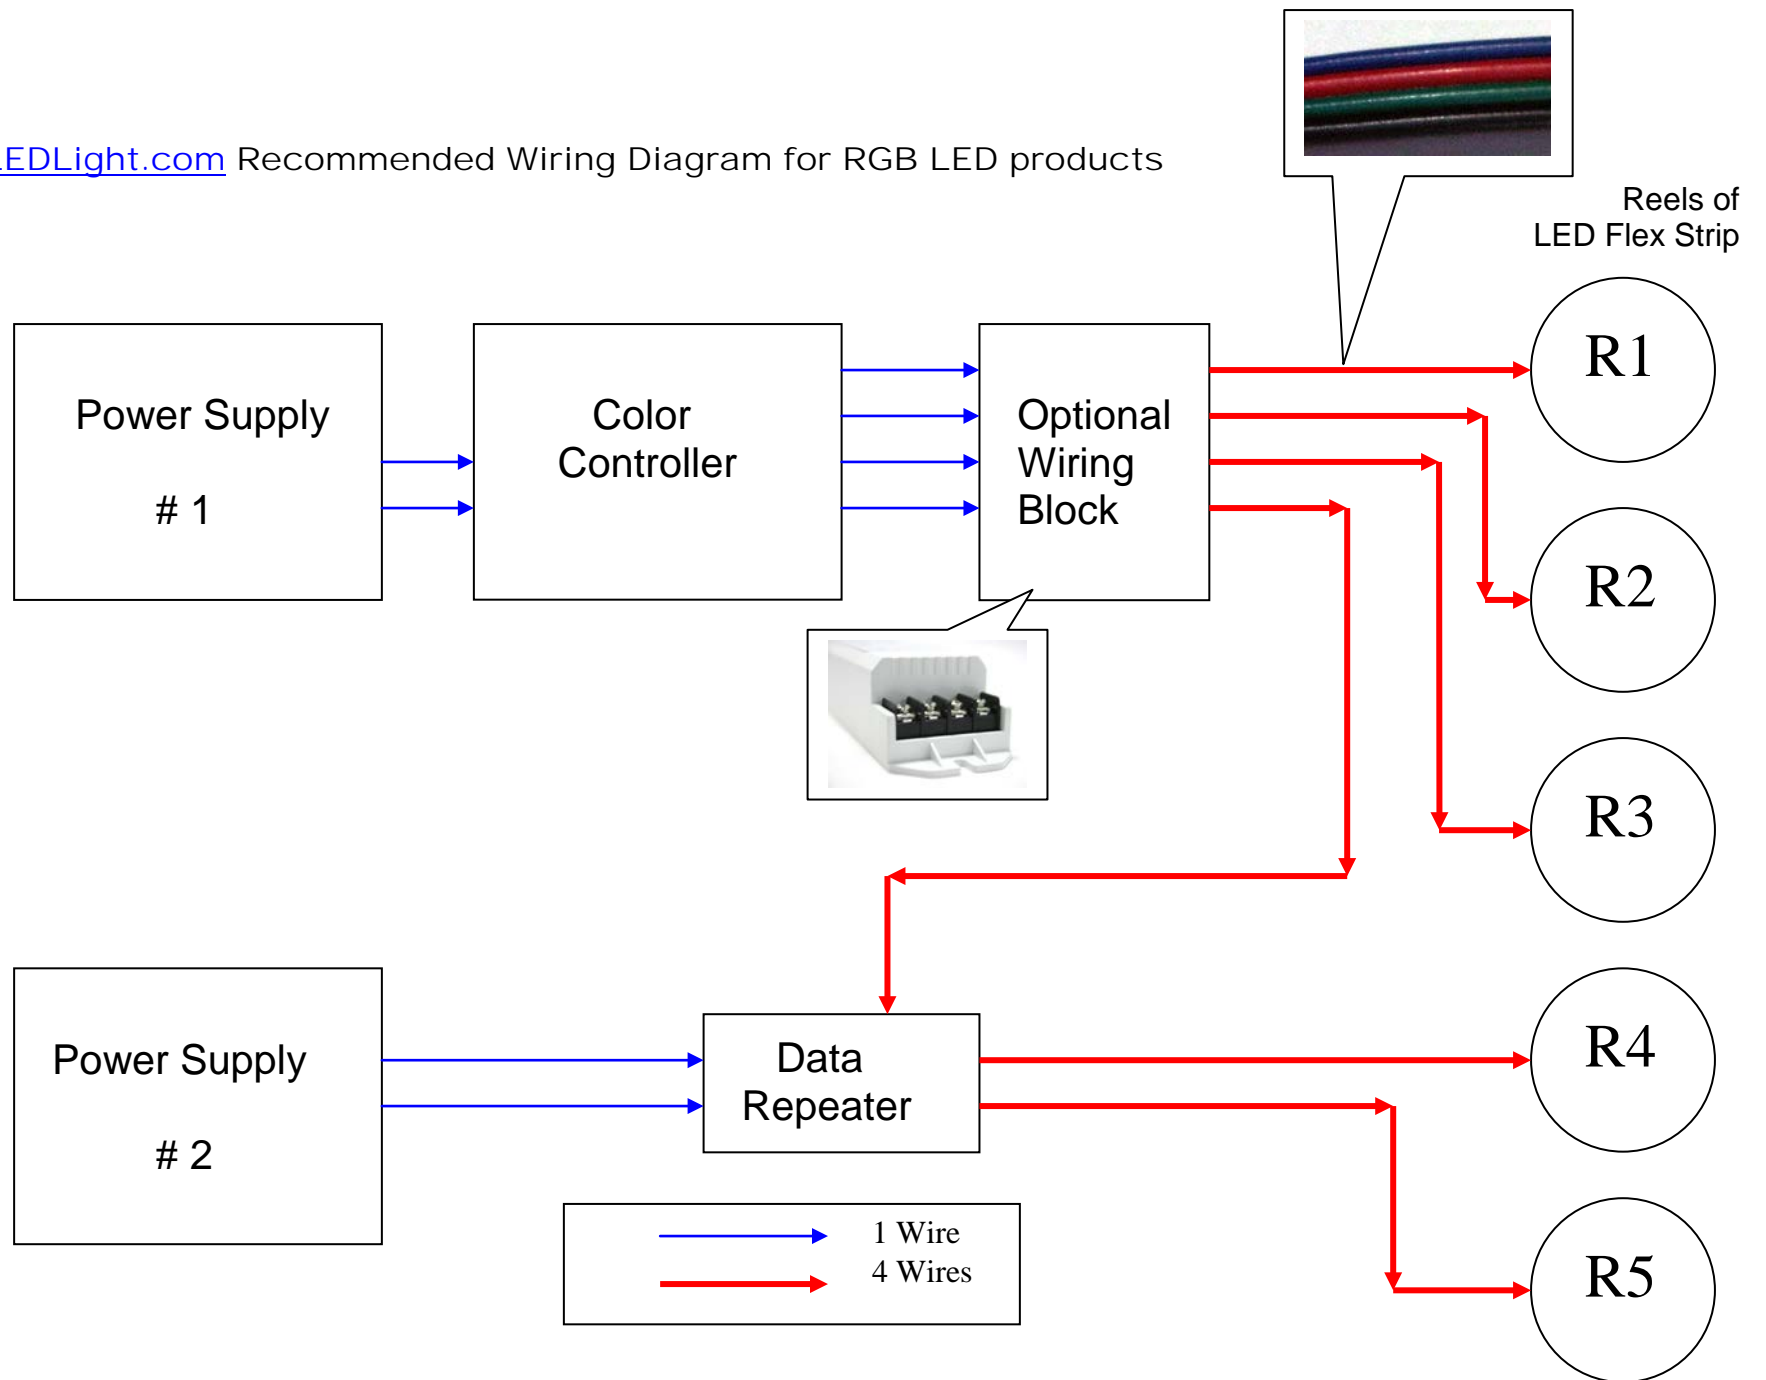 EDLight.com Recommended Wiring Diagram for RGB LED products
Reels of
LED Flex Strip
Power Supply
# 1
Color
Controller
Optional
Wiring
Block
R1
R2
R3
Power Supply
# 2
Data
Repeater
R4
R5
1 Wire
4 Wires